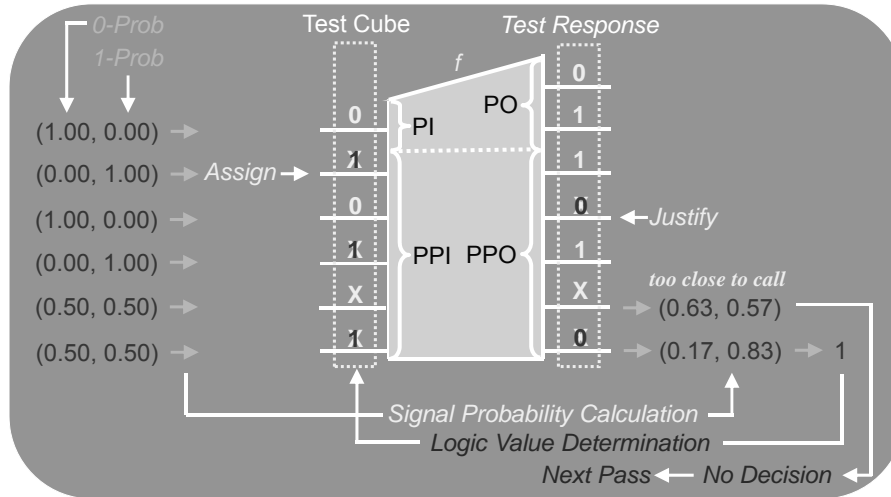 0-Prob
1-Prob
Test Cube
Test Response
f
0
PO
(1.00, 0.00)
0
PI
1
(0.00, 1.00)
Assign
1
1
(1.00, 0.00)
0
0
Justify
(0.00, 1.00)
1
PPI
PPO
1
too close to call
(0.50, 0.50)
X
X
(0.63, 0.57)
(0.50, 0.50)
1
0
(0.17, 0.83)
1
Signal Probability Calculation
Logic Value Determination
Next Pass
No Decision